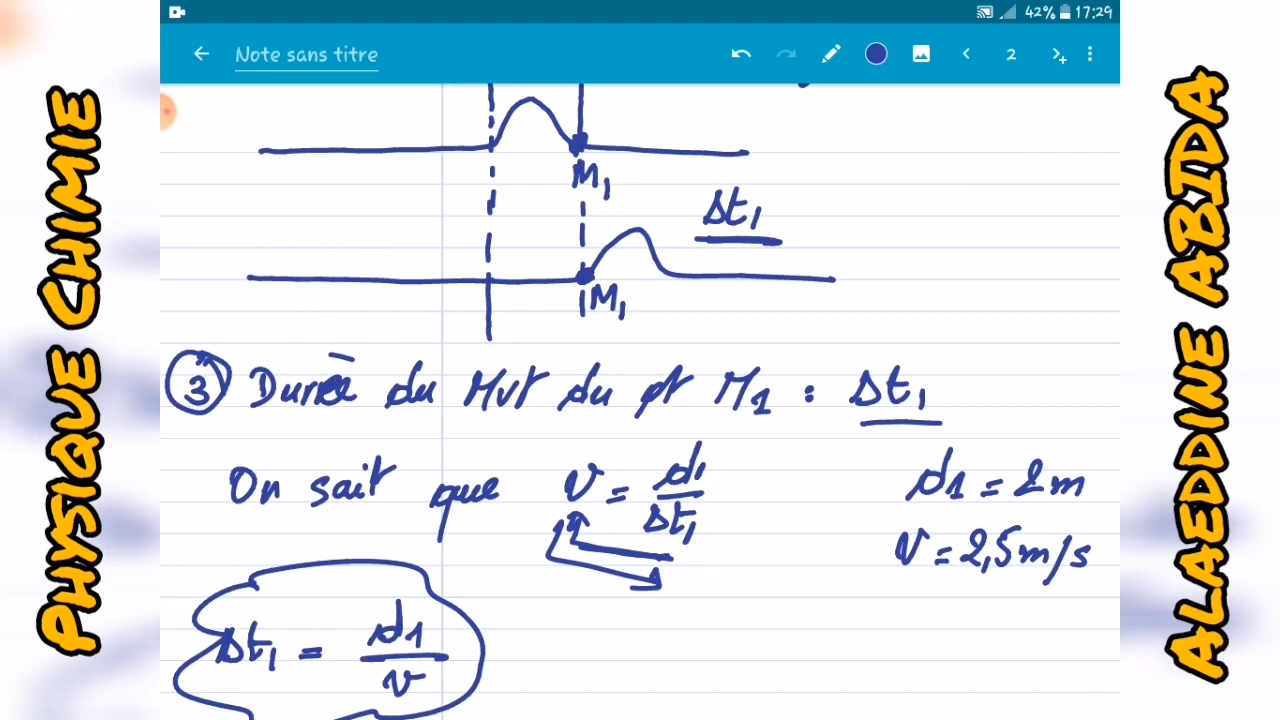 42% 17:29
Note sans titre
2
M1
Δt1
M1
3 Durée du Mvt du pt M1 : Δt1
On sait que v = d1/Δt1
d1 = 2m
v = 2,5m/s
Δt1 = d1/v
PHYSIQUE CHIMIE
ALAEDDINE ABIDA